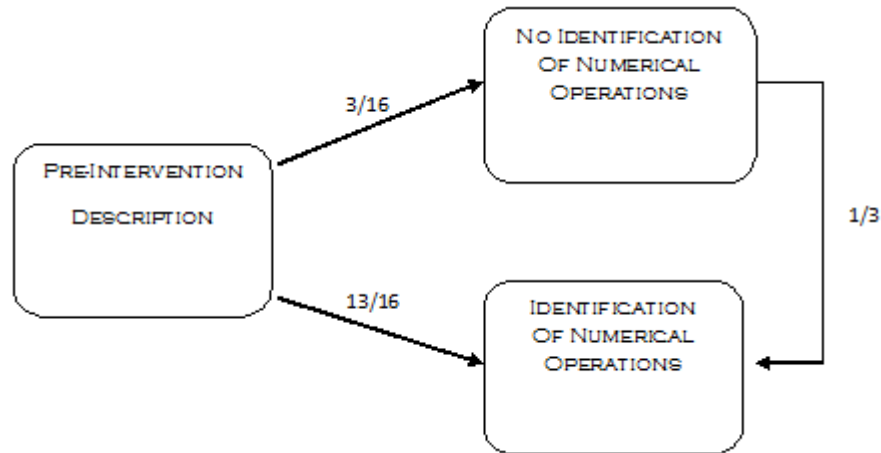 No Identification
Of Numerical
Operations
3/16
Pre-Intervention
Description
1/3
13/16
Identification
Of Numerical
Operations